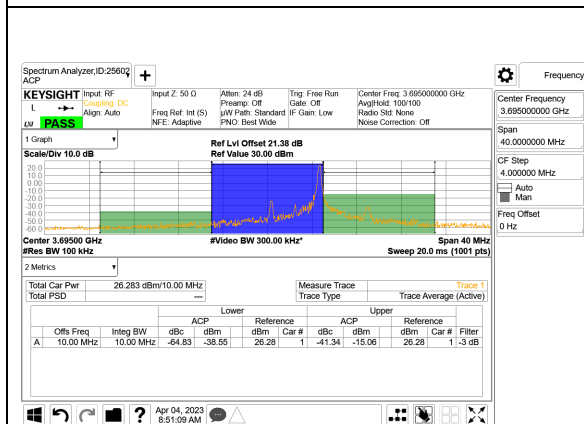 Spectrum Analyzer,ID:25602
ACP
Frequency
KEYSIGHT Input: RF Input Z: 50 Ω Atten: 24 dB Trig: Free Run Center Freq: 3.695000000 GHz
L Coupling: DC Preamp: Off Gate: Off Avg|Hold: 100/100
Align: Auto Freq Ref: Int (S) µW Path: Standard IF Gain: Low Radio Std: None
PASS NFE: Adaptive PNO: Best Wide Noise Correction: Off
Center Frequency
3.695000000 GHz
Span
40.0000000 MHz
CF Step
4.000000 MHz
Auto
Man
Freq Offset
0 Hz
1 Graph Ref Lvl Offset 21.38 dB
Scale/Div 10.0 dB Ref Value 30.00 dBm
20.0
10.0
0.00
-10.0
-20.0
-30.0
-40.0
-50.0
-60.0
Center 3.69500 GHz #Video BW 300.00 kHz* Span 40 MHz
#Res BW 100 kHz Sweep 20.0 ms (1001 pts)
2 Metrics
Total Car Pwr 26.283 dBm/10.00 MHz Measure Trace Trace 1
Total PSD --- Trace Type Trace Average (Active)
Lower Upper
ACP Reference ACP Reference
Offs Freq Integ BW dBc dBm dBm Car # dBc dBm dBm Car # Filter
A 10.00 MHz 10.00 MHz -64.83 -38.55 26.28 1 -41.34 -15.06 26.28 1 -3 dB
Apr 04, 2023
8:51:09 AM